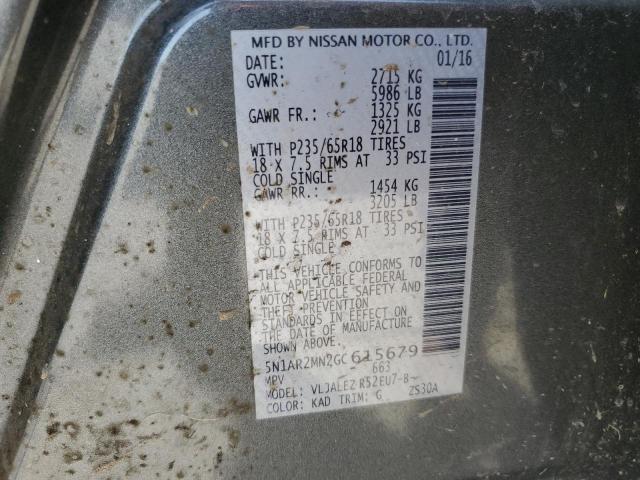 MFD BY NISSAN MOTOR CO., LTD.
DATE: 01/16
GVWR: 2715 KG
5986 LB
GAWR FR.: 1325 KG
2921 LB
WITH P235/65R18 TIRES
18 X 7.5 RIMS AT 33 PSI
COLD SINGLE
GAWR RR.: 1454 KG
3205 LB
WITH P235/65R18 TIRES
18 X 7.5 RIMS AT 33 PSI
COLD SINGLE
THIS VEHICLE CONFORMS TO
ALL APPLICABLE FEDERAL
MOTOR VEHICLE SAFETY AND
THEFT PREVENTION
STANDARDS IN EFFECT ON
THE DATE OF MANUFACTURE
SHOWN ABOVE.
5N1AR2MN2GC615679
MPV 663
VLJALEZ R52EU7-B-
COLOR: KAD TRIM: G ZS30A